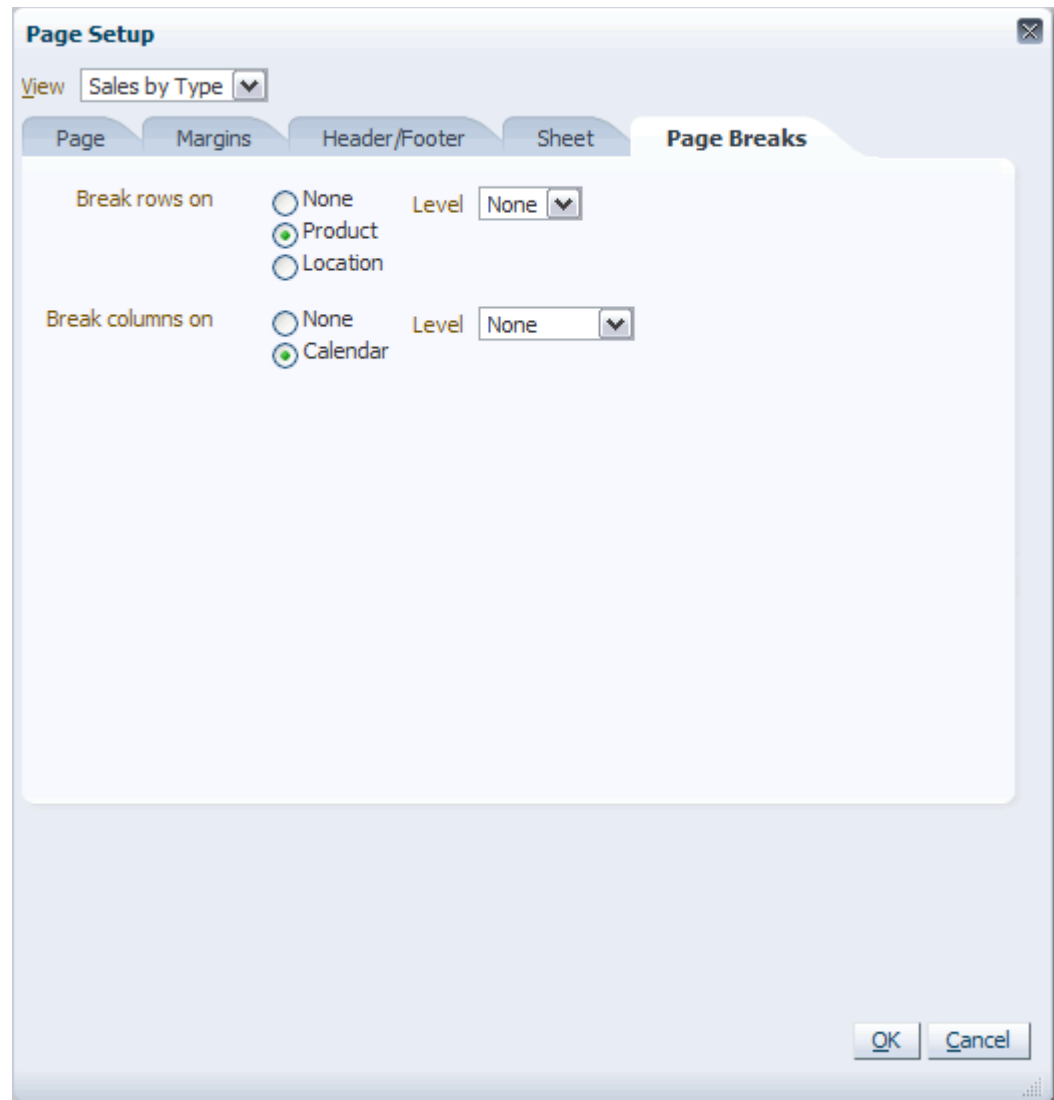 Page Setup
View Sales by Type
Page Margins Header/Footer Sheet Page Breaks
Break rows on None Level None
Product
Location
Break columns on None Level None
Calendar
OK Cancel